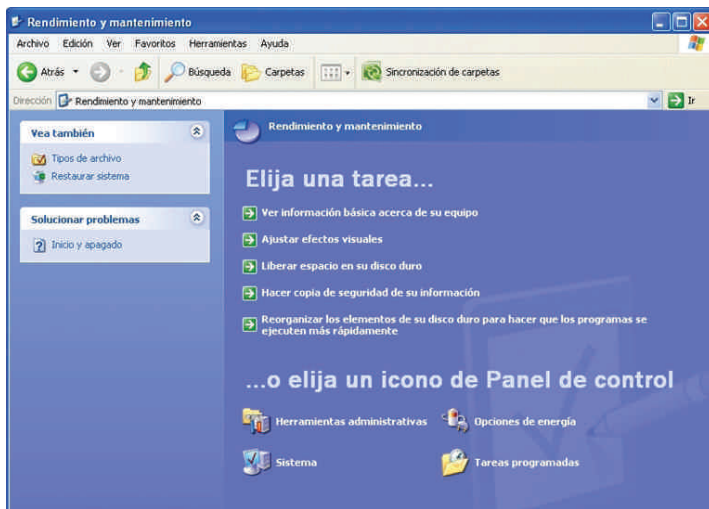 Rendimiento y mantenimiento
Archivo Edición Ver Favoritos Herramientas Ayuda
Atrás Búsqueda Carpetas Sincronización de carpetas
Dirección Rendimiento y mantenimiento Ir
Vea también
Tipos de archivo
Restaurar sistema
Solucionar problemas
Inicio y apagado
Rendimiento y mantenimiento
Elija una tarea...
Ver información básica acerca de su equipo
Ajustar efectos visuales
Liberar espacio en su disco duro
Hacer copia de seguridad de su información
Reorganizar los elementos de su disco duro para hacer que los programas se
ejecuten más rápidamente
...o elija un icono de Panel de control
Herramientas administrativas Opciones de energía
Sistema Tareas programadas